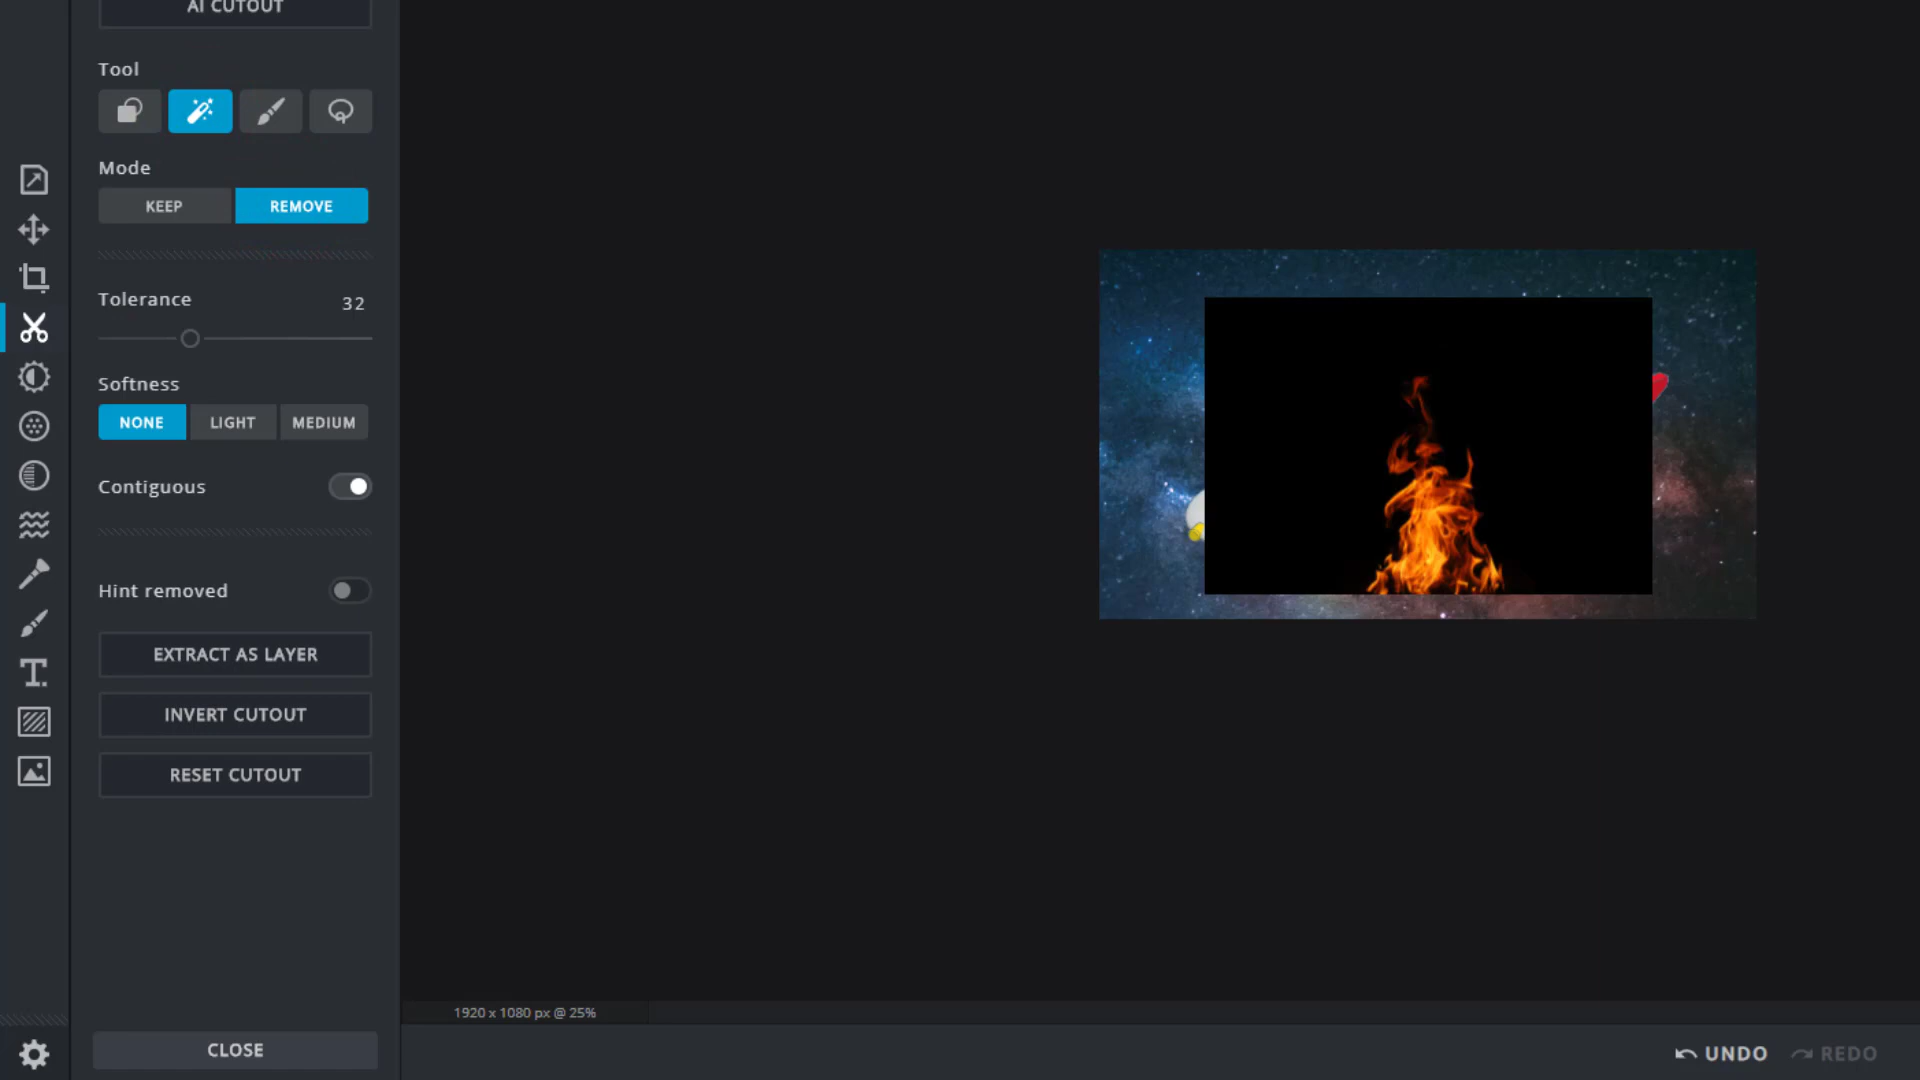 AI CUTOUT
Tool
Mode
KEEP REMOVE
Tolerance 32
Softness
NONE LIGHT MEDIUM
Contiguous
Hint removed
EXTRACT AS LAYER
INVERT CUTOUT
RESET CUTOUT
1920 x 1080 px @ 25%
CLOSE
UNDO REDO